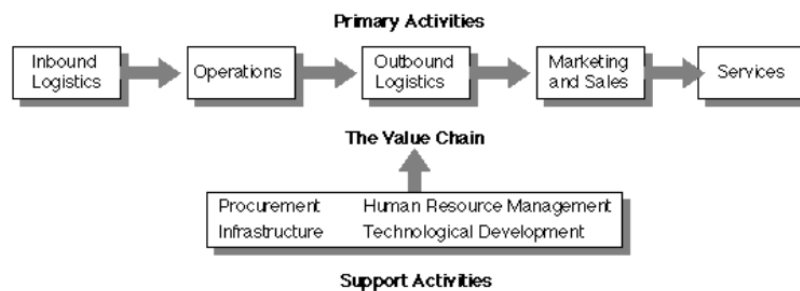 Primary Activities
Inbound
Logistics
Operations
Outbound
Logistics
Marketing
and Sales
Services
The Value Chain
Procurement Human Resource Management
Infrastructure Technological Development
Support Activities